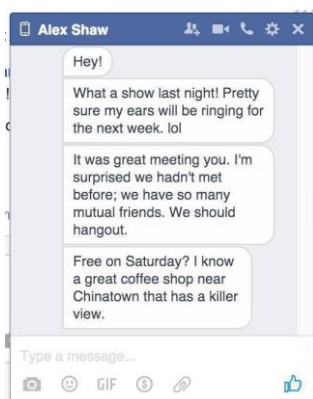 Alex Shaw
Hey!
What a show last night! Pretty
sure my ears will be ringing for
the next week. lol
It was great meeting you. I'm
surprised we hadn't met
before; we have so many
mutual friends. We should
hangout.
Free on Saturday? I know
a great coffee shop near
Chinatown that has a killer
view.
Type a message...
GIF